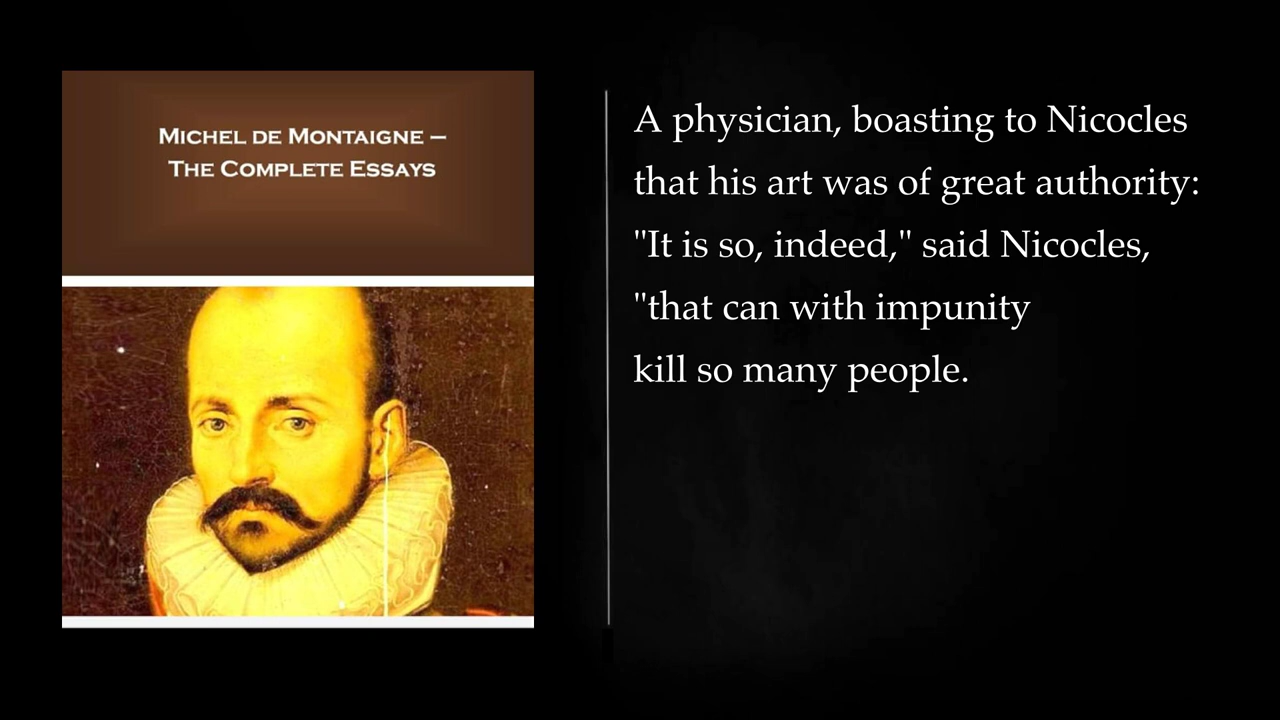 Michel de Montaigne –
The Complete Essays
A physician, boasting to Nicocles
that his art was of great authority:
"It is so, indeed," said Nicocles,
"that can with impunity
kill so many people.